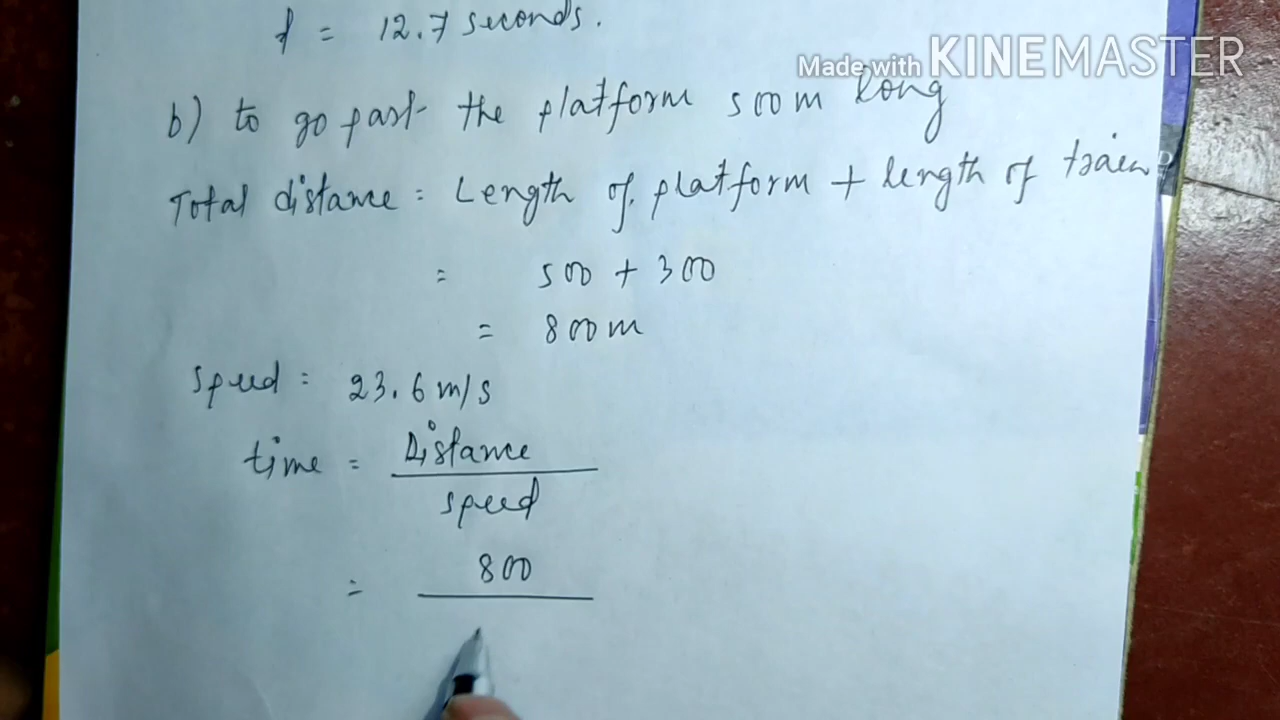 t = 12.7 seconds.
Made with KINEMASTER
b) to go past the platform 500m long
Total distance = Length of platform + length of train
= 500 + 300
= 800m
speed = 23.6 m/s
time = Distance
speed
= 800